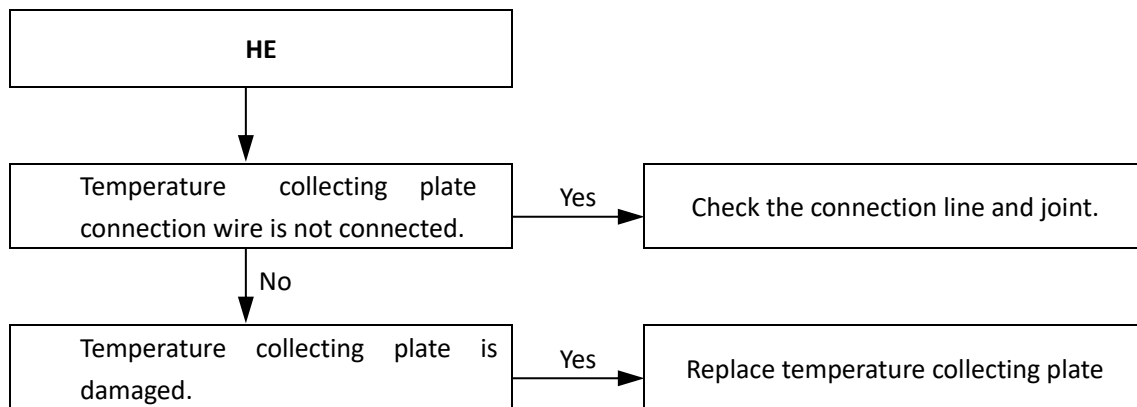 HE
Temperature collecting plate
connection wire is not connected.
Yes
Check the connection line and joint.
No
Temperature collecting plate is
damaged.
Yes
Replace temperature collecting plate